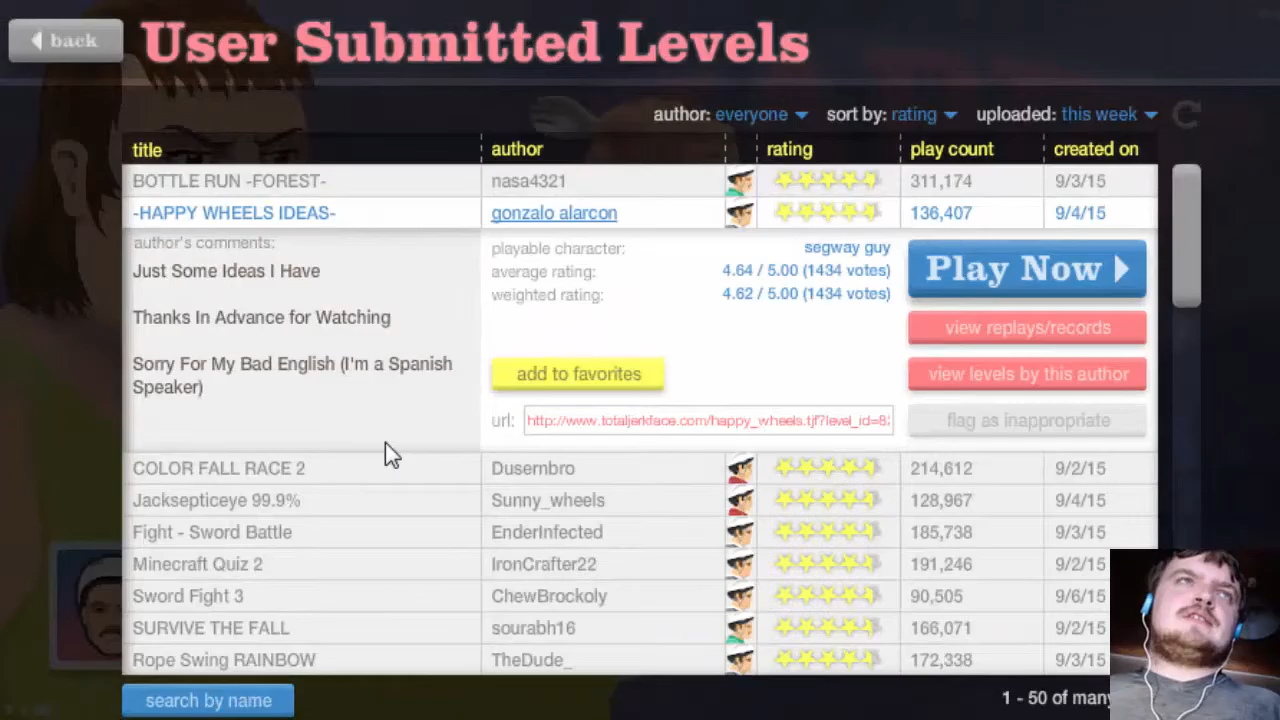 back
User Submitted Levels
author: everyone sort by: rating uploaded: this week
title author rating play count created on
BOTTLE RUN -FOREST- nasa4321 311,174 9/3/15
-HAPPY WHEELS IDEAS- gonzalo alarcon 136,407 9/4/15
author's comments:
Just Some Ideas I Have
Thanks In Advance for Watching
Sorry For My Bad English (I'm a Spanish
Speaker)
playable character: segway guy
average rating: 4.64 / 5.00 (1434 votes)
weighted rating: 4.62 / 5.00 (1434 votes)
add to favorites
url: http://www.totaljerkface.com/happy_wheels.tjf?level_id=8
Play Now
view replays/records
view levels by this author
flag as inappropriate
COLOR FALL RACE 2 Dusernbro 214,612 9/2/15
Jacksepticeye 99.9% Sunny_wheels 128,967 9/4/15
Fight - Sword Battle EnderInfected 185,738 9/3/15
Minecraft Quiz 2 IronCrafter22 191,246 9/2/15
Sword Fight 3 ChewBrockoly 90,505 9/6/15
SURVIVE THE FALL sourabh16 166,071 9/2/15
Rope Swing RAINBOW TheDude_ 172,338 9/3/15
search by name
1 - 50 of many